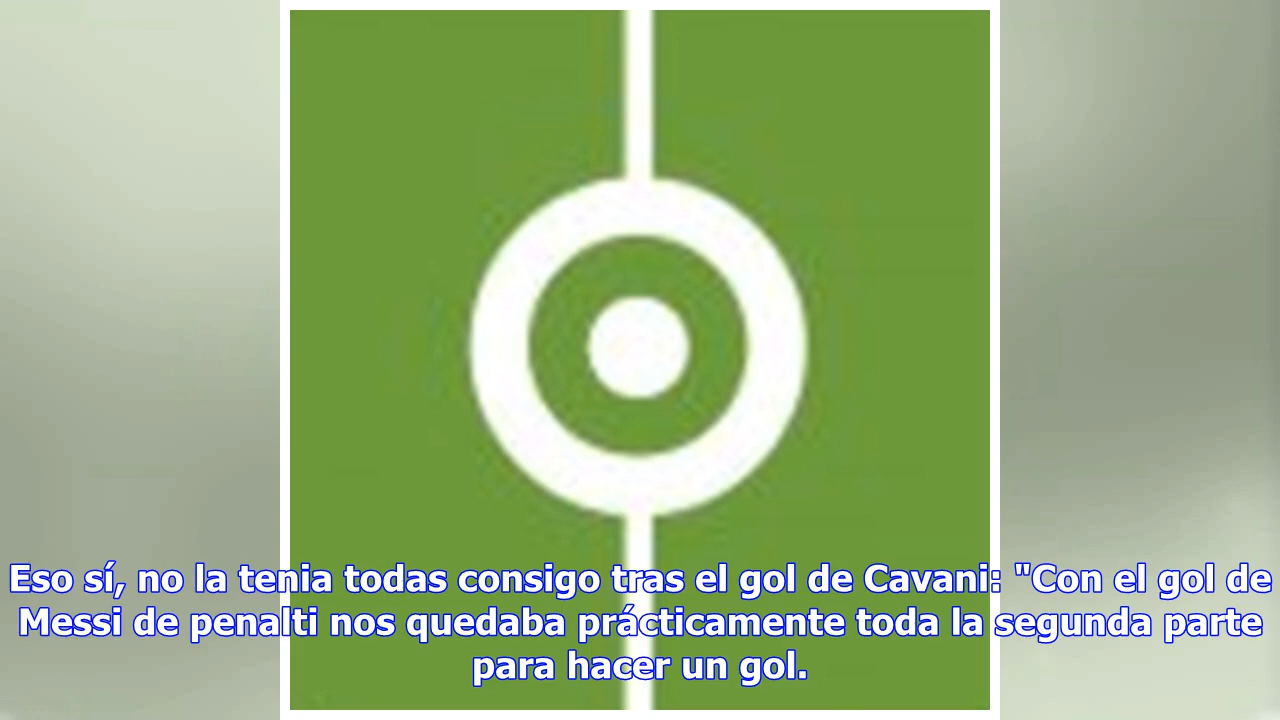 Eso sí, no la tenia todas consigo tras el gol de Cavani: "Con el gol de
Messi de penalti nos quedaba prácticamente toda la segunda parte
para hacer un gol.